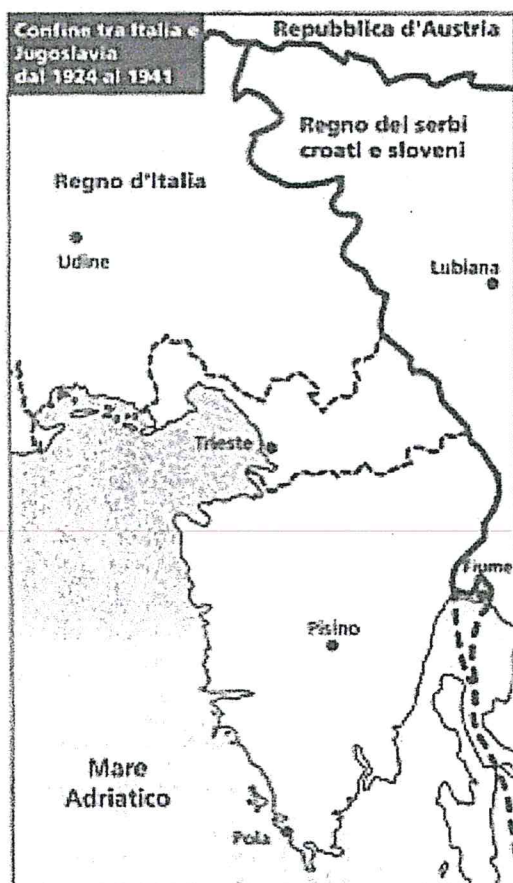 Confine tra Italia e
Jugoslavia
dal 1924 al 1941
Repubblica d'Austria
Regno dei serbi
croati e sloveni
Regno d'Italia
Udine
Lubiana
Trieste
Fiume
Pisino
Mare
Adriatico
Pola